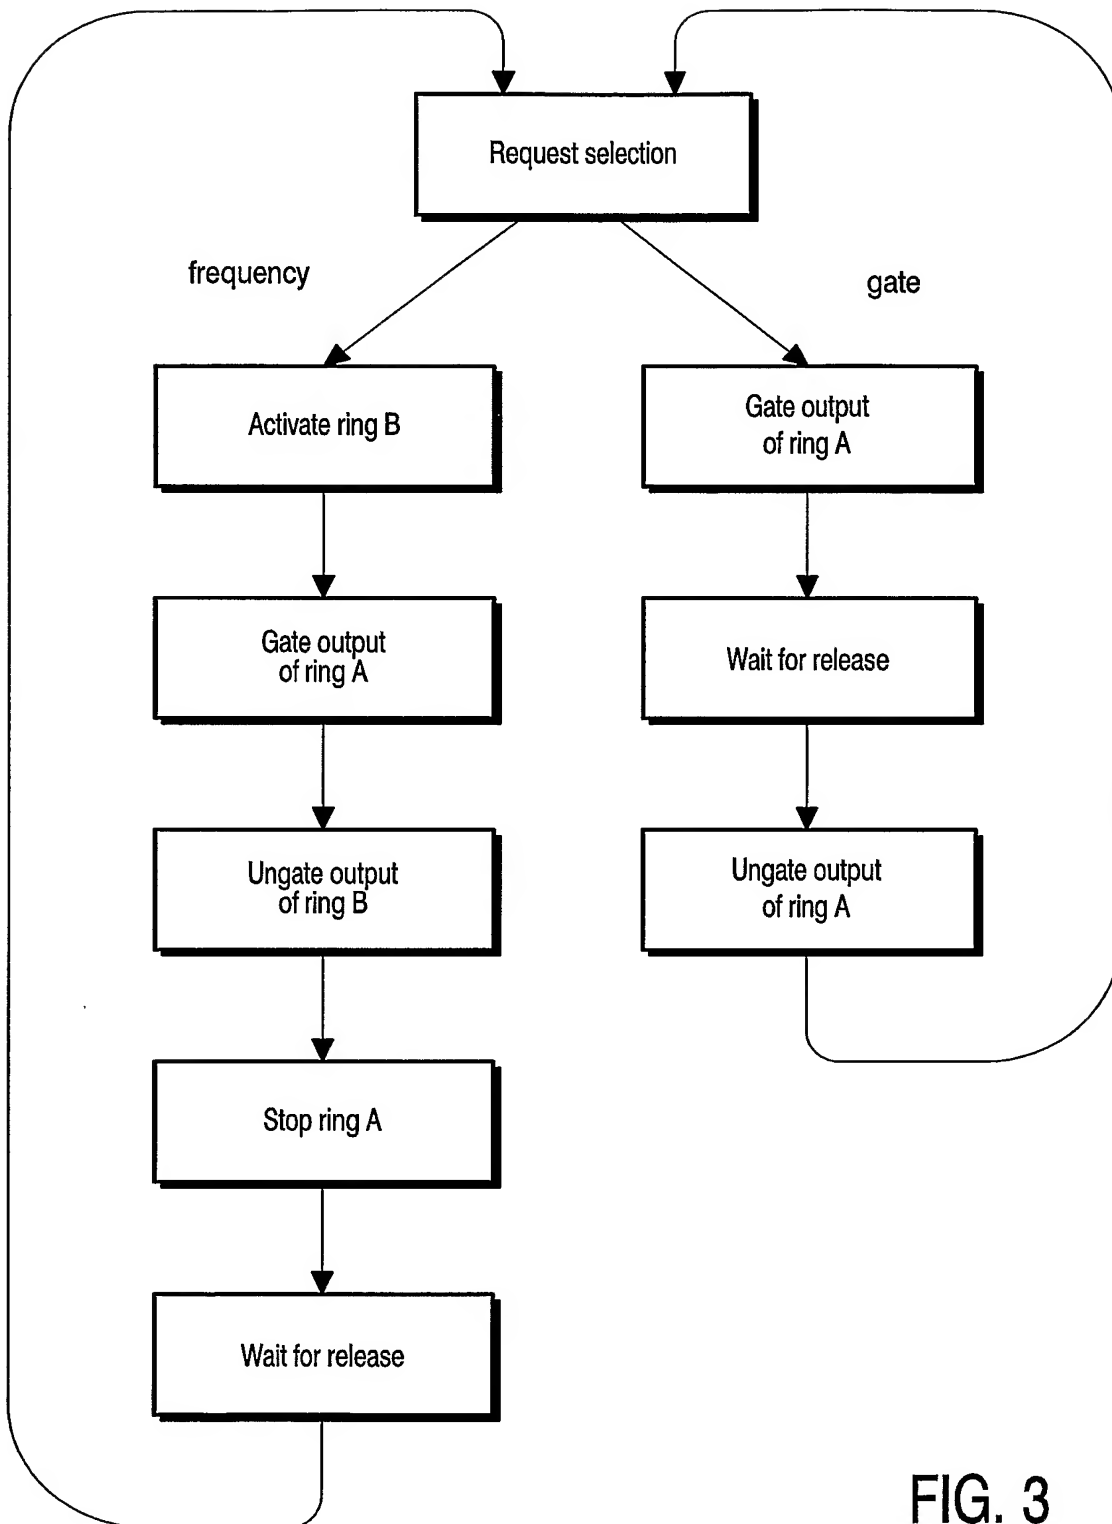 Request selection
frequency
gate
Activate ring B
Gate output
of ring A
Gate output
of ring A
Wait for release
Ungate output
of ring B
Ungate output
of ring A
Stop ring A
Wait for release
FIG. 3